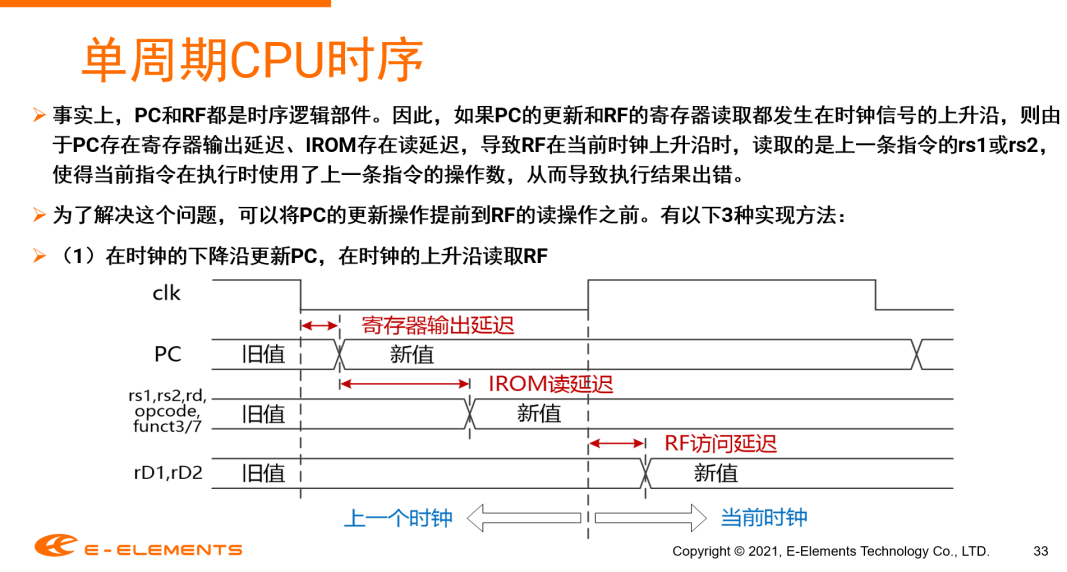 单周期CPU时序
事实上，PC和RF都是时序逻辑部件。因此，如果PC的更新和RF的寄存器读取都发生在时钟信号的上升沿，则由
于PC存在寄存器输出延迟、IROM存在读延迟，导致RF在当前时钟上升沿时，读取的是上一条指令的rs1或rs2，
使得当前指令在执行时使用了上一条指令的操作数，从而导致执行结果出错。
为了解决这个问题，可以将PC的更新操作提前到RF的读操作之前。有以下3种实现方法：
（1）在时钟的下降沿更新PC，在时钟的上升沿读取RF
clk
寄存器输出延迟
PC 旧值 新值
IROM读延迟
rs1,rs2,rd,
opcode, 旧值 新值
funct3/7
RF访问延迟
rD1,rD2 旧值 新值
上一个时钟 当前时钟
E-ELEMENTS
Copyright © 2021, E-Elements Technology Co., LTD. 33